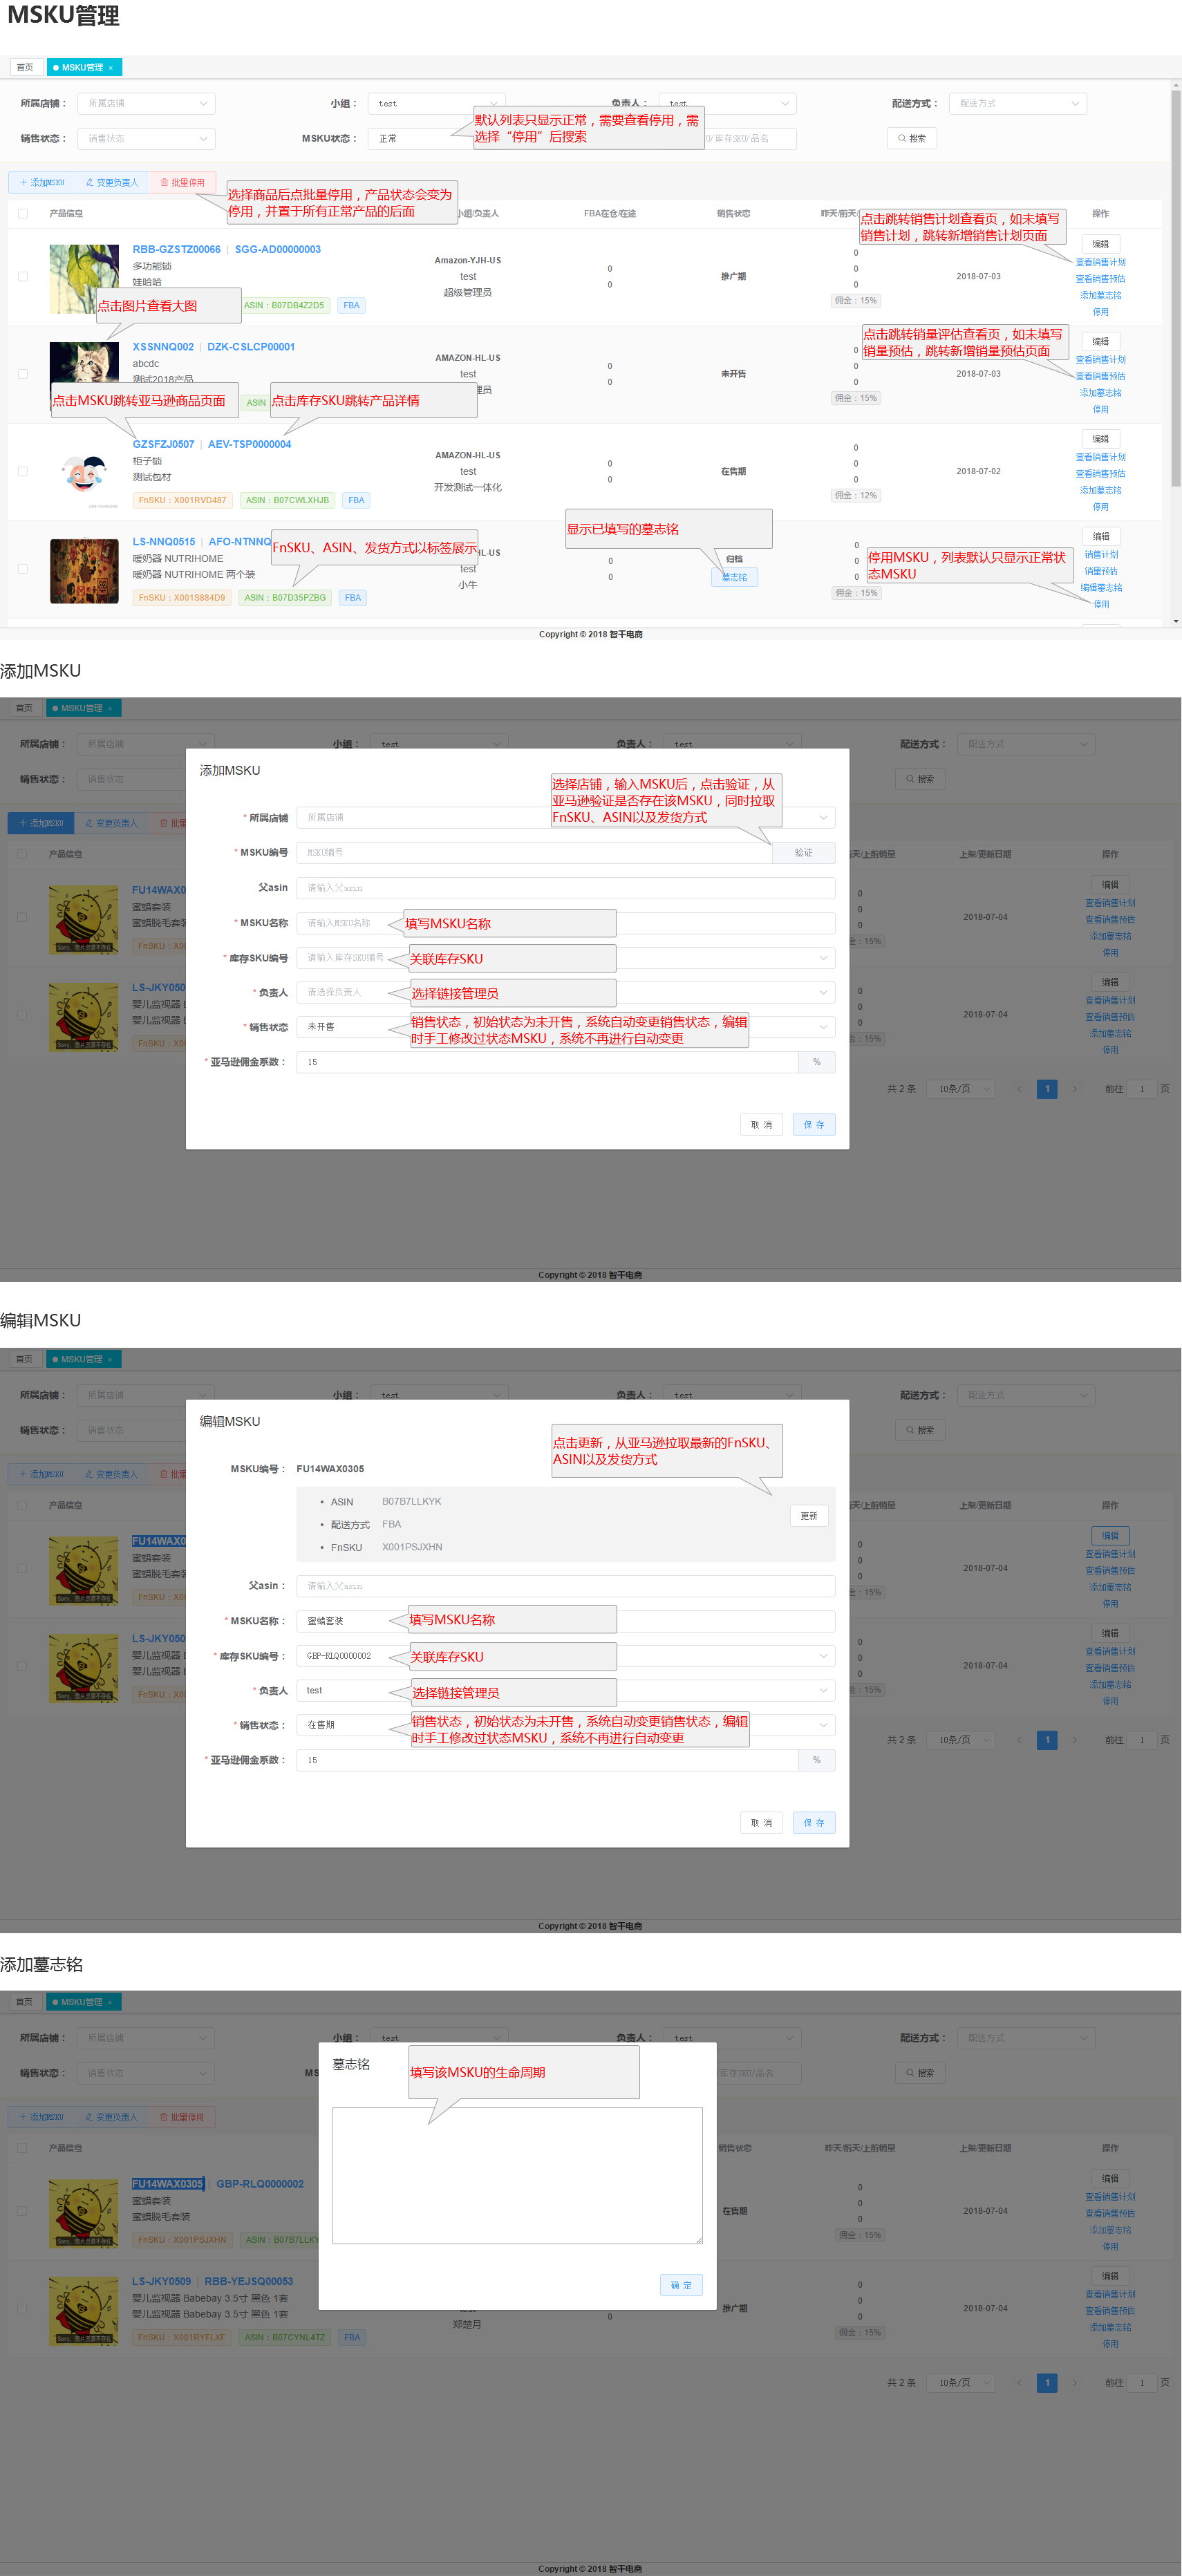 MSKU管理
首页
MSKU管理 ×
所属店铺： 所属店铺 小组： test 负责人： test 配送方式： 配送方式
默认列表只显示正常，需要查看停用，需
选择“停用”后搜索
销售状态： 销售状态 MSKU状态： 正常 /库存SKU/品名 搜索
添加MSKU 变更负责人 批量停用
选择商品后点批量停用，产品状态会变为
停用，并置于所有正常产品的后面
产品信息 小组/负责人 FBA在仓/在途 销售状态 昨天/前天/ 操作
点击跳转销售计划查看页，如未填写
销售计划，跳转新增销售计划页面
RBB-GZSTZ00066 | SGG-AD00000003
多功能锁
娃哈哈
ASIN：B07DB4Z2D5 FBA
Amazon-YJH-US
test
超级管理员
0
0
推广期
0
0
0
佣金：15%
2018-07-03
编辑
查看销售计划
查看销售预估
添加墓志铭
停用
点击图片查看大图
点击跳转销量评估查看页，如未填写
销量预估，跳转新增销量预估页面
XSSNNQ002 | DZK-CSLCP00001
abcdc
测试2018产品
ASIN
AMAZON-HL-US
test
理员
0
0
未开售
0
0
0
佣金：15%
2018-07-03
编辑
查看销售计划
查看销售预估
添加墓志铭
停用
点击MSKU跳转亚马逊商品页面
点击库存SKU跳转产品详情
GZSFZJ0507 | AEV-TSP0000004
柜子锁
测试包材
FnSKU：X001RVD487 ASIN：B07CWLXHJB FBA
AMAZON-HL-US
test
开发测试一体化
0
0
在售期
0
0
0
佣金：12%
2018-07-02
编辑
查看销售计划
查看销售预估
添加墓志铭
停用
FnSKU、ASIN、发货方式以标签展示
显示已填写的墓志铭
停用MSKU，列表默认只显示正常状
态MSKU
LS-NNQ0515 | AFO-NTNNQ
暖奶器 NUTRIHOME
暖奶器 NUTRIHOME 两个装
FnSKU：X001S884D9 ASIN：B07D35PZBG FBA
HL-US
test
小牛
0
0
归档
墓志铭
0
0
0
佣金：15%
编辑
销售计划
销量预估
编辑墓志铭
停用
Copyright © 2018 智干电商
添加MSKU
首页
MSKU管理 ×
所属店铺： 所属店铺 小组： test 负责人： test 配送方式： 配送方式
销售状态： 销售状态 搜索
添加MSKU 变更负责人 批量
产品信息 前天/上前销量 上架/更新日期 操作
添加MSKU
选择店铺，输入MSKU后，点击验证，从
亚马逊验证是否存在该MSKU，同时拉取
FnSKU、ASIN以及发货方式
* 所属店铺 所属店铺
* MSKU编号 MSKU编号 验证
父asin 请输入父asin
* MSKU名称 请输入MSKU名称 填写MSKU名称
* 库存SKU编号 请输入库存SKU编号 关联库存SKU
* 负责人 请选择负责人 选择链接管理员
* 销售状态 未开售
销售状态，初始状态为未开售，系统自动变更销售状态，编辑
时手工修改过状态MSKU，系统不再进行自动变更
* 亚马逊佣金系数： 15 %
取 消 保 存
FU14WAX0
蜜蜡套装
蜜蜡脱毛套装
FnSKU：X00
0
0
0
金：15%
2018-07-04
编辑
查看销售计划
查看销售预估
添加墓志铭
停用
LS-JKY050
婴儿监视器 B
婴儿监视器 B
FnSKU：X00
0
0
0
金：15%
2018-07-04
编辑
查看销售计划
查看销售预估
添加墓志铭
停用
共 2 条 10条/页 1 前往 1 页
Copyright © 2018 智干电商
编辑MSKU
首页
MSKU管理 ×
所属店铺： 所属店铺 小组： test 负责人： test 配送方式： 配送方式
销售状态： 销售状态 搜索
添加MSKU 变更负责人 批量
产品信息 前天/上前销量 上架/更新日期 操作
编辑MSKU
点击更新，从亚马逊拉取最新的FnSKU、
ASIN以及发货方式
MSKU编号： FU14WAX0305
• ASIN B07B7LLKYK
• 配送方式 FBA
• FnSKU X001PSJXHN
更新
父asin： 请输入父asin
* MSKU名称： 蜜蜡套装 填写MSKU名称
* 库存SKU编号： GBP-RLQ0000002 关联库存SKU
* 负责人 test 选择链接管理员
* 销售状态： 在售期
销售状态，初始状态为未开售，系统自动变更销售状态，编辑
时手工修改过状态MSKU，系统不再进行自动变更
* 亚马逊佣金系数： 15 %
取 消 保 存
FU14WAX0
蜜蜡套装
蜜蜡脱毛套装
FnSKU：X00
0
0
0
金：15%
2018-07-04
编辑
查看销售计划
查看销售预估
添加墓志铭
停用
LS-JKY050
婴儿监视器 B
婴儿监视器 B
FnSKU：X00
0
0
0
金：15%
2018-07-04
编辑
查看销售计划
查看销售预估
添加墓志铭
停用
共 2 条 10条/页 1 前往 1 页
Copyright © 2018 智干电商
添加墓志铭
首页
MSKU管理 ×
所属店铺： 所属店铺 小组： test 负责人： test 配送方式： 配送方式
销售状态： 销售状态 MS 库存SKU/品名 搜索
添加MSKU 变更负责人 批量停用
产品信息 销售状态 昨天/前天/上前销量 上架/更新日期 操作
墓志铭
填写该MSKU的生命周期
确 定
FU14WAX0305 | GBP-RLQ0000002
蜜蜡套装
蜜蜡脱毛套装
FnSKU：X001PSJXHN ASIN：B07B7LLKY
在售期
0
0
0
佣金：15%
2018-07-04
编辑
查看销售计划
查看销售预估
添加墓志铭
停用
LS-JKY0509 | RBB-YEJSQ00053
婴儿监视器 Babebay 3.5寸 黑色 1套
婴儿监视器 Babebay 3.5寸 黑色 1套
FnSKU：X001RYFLXF ASIN：B07CYNL4TZ FBA
郑楚月
0
推广期
0
0
0
佣金：15%
2018-07-04
编辑
查看销售计划
查看销售预估
添加墓志铭
停用
共 2 条 10条/页 1 前往 1 页
Copyright © 2018 智干电商